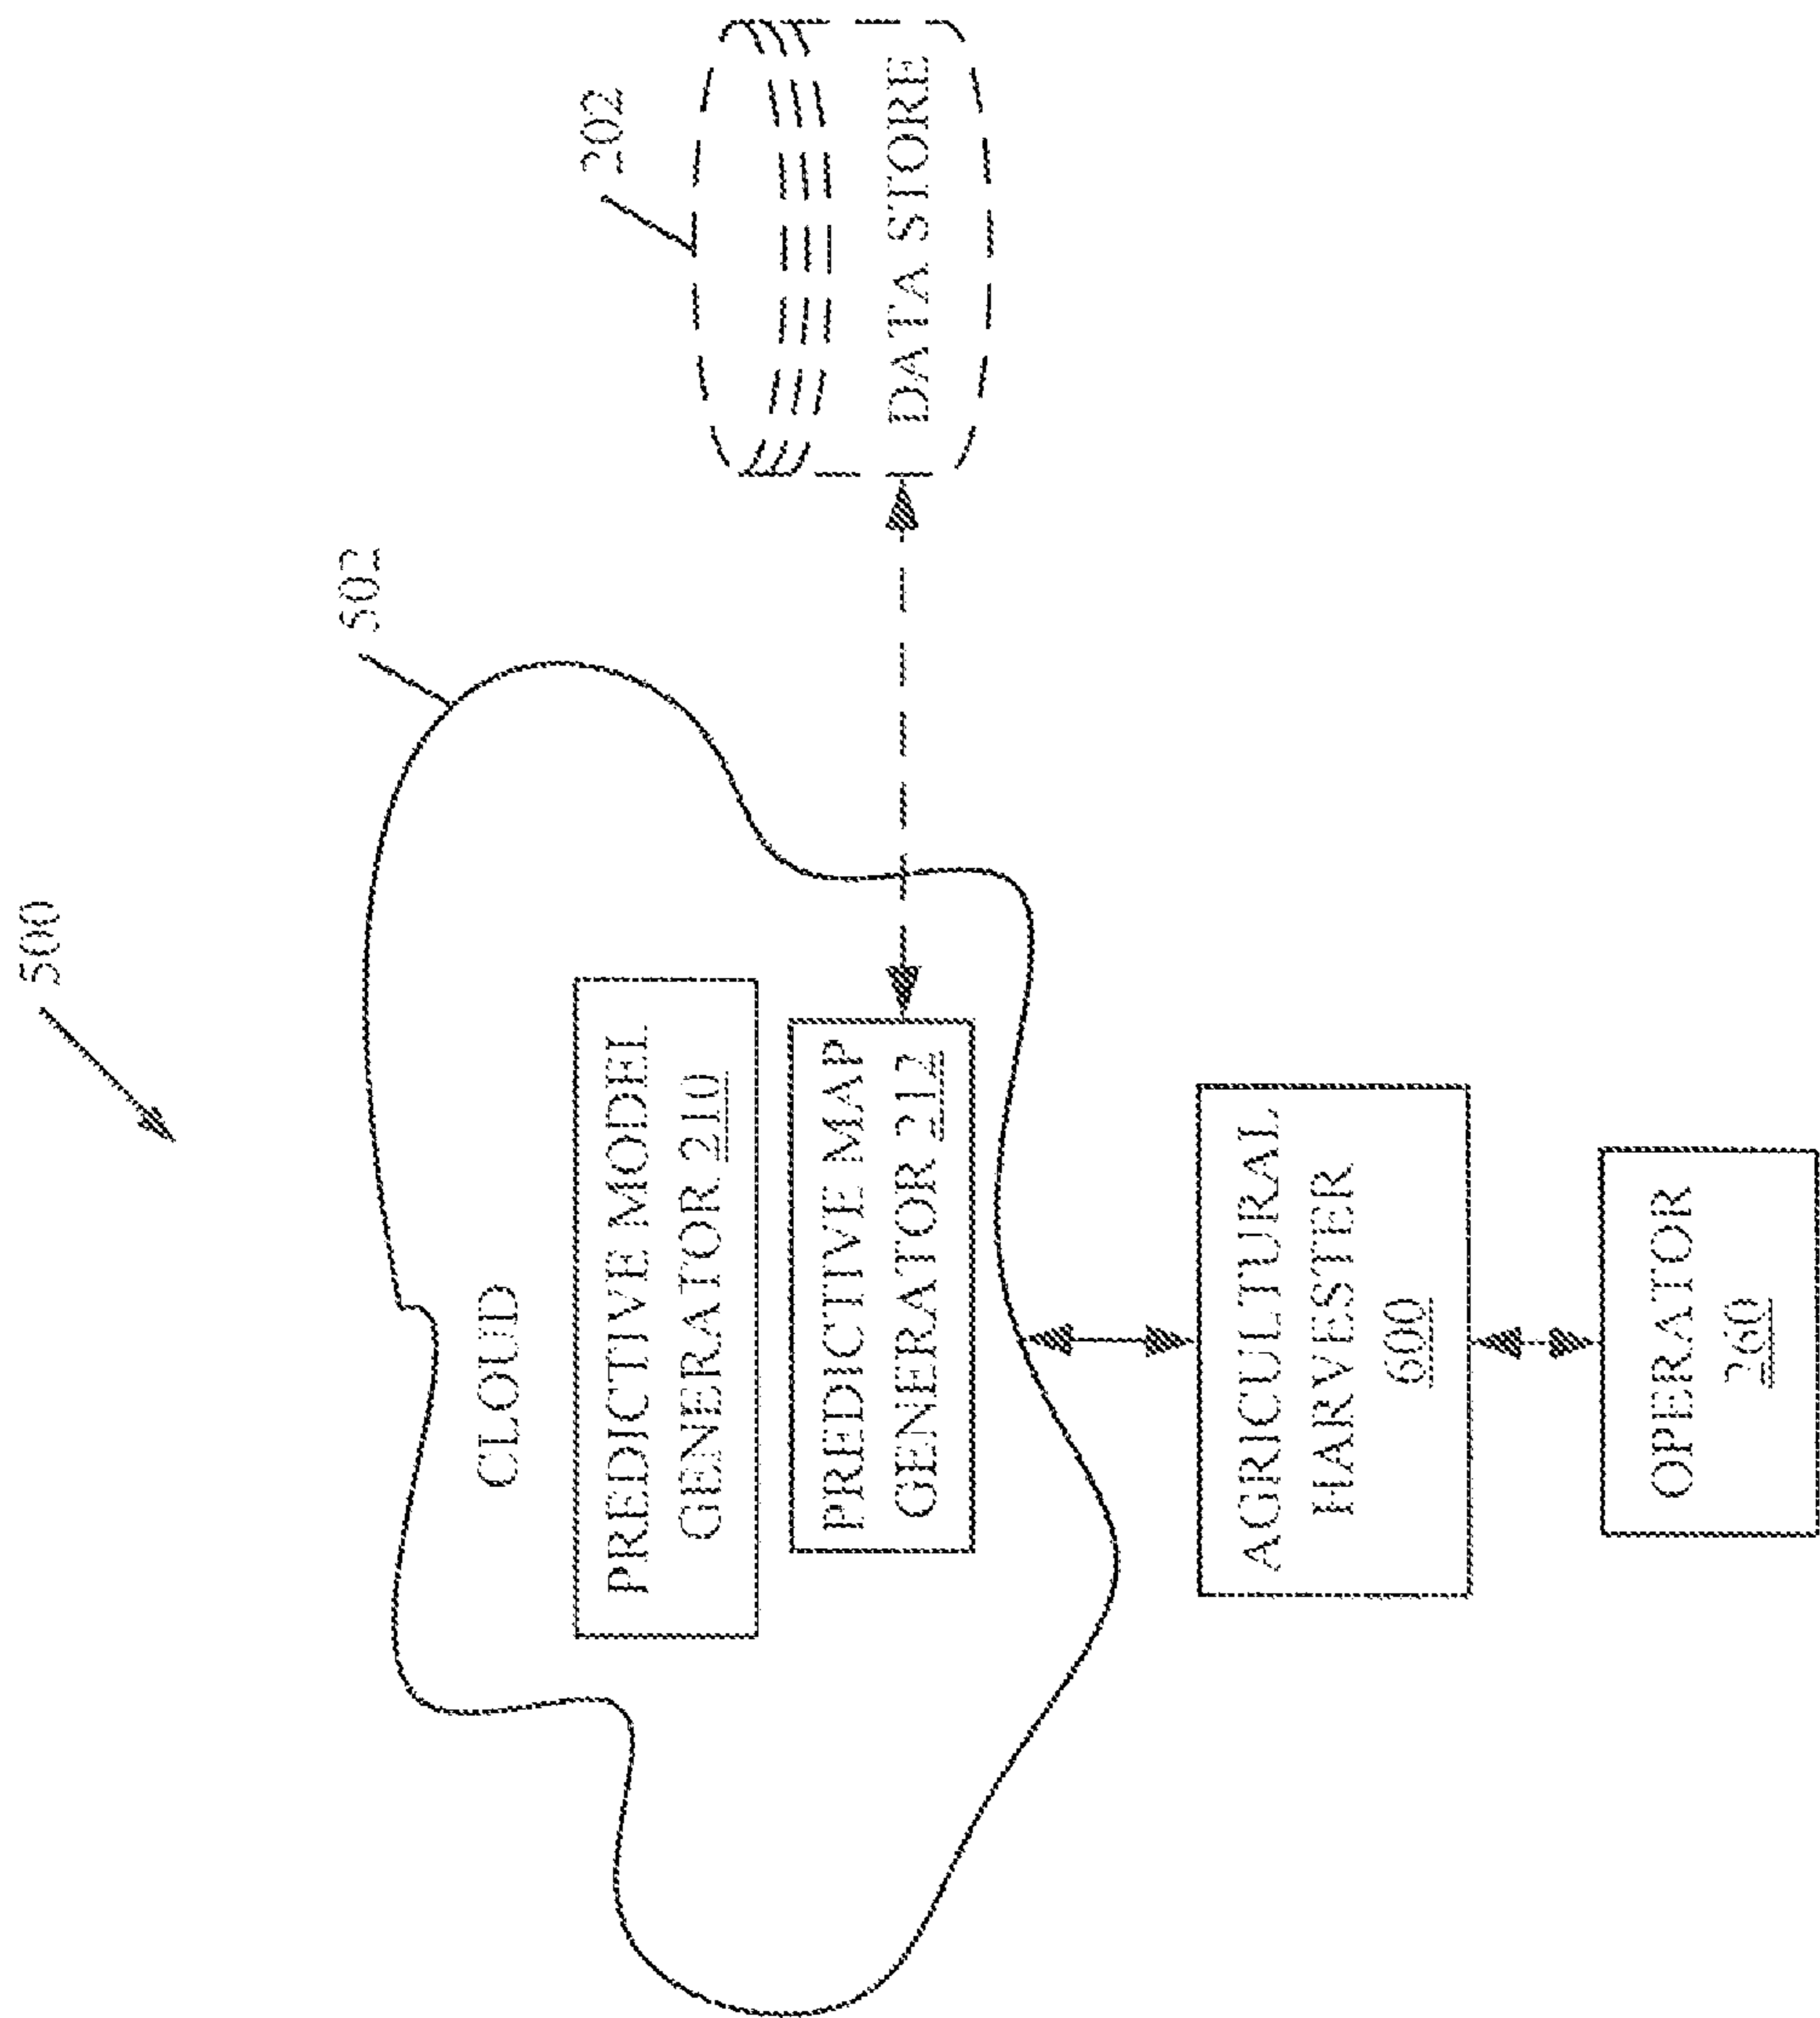 500
502
CLOUD
202
PREDICTIVE MODEL
GENERATOR 210
PREDICTIVE MAP
GENERATOR 212
DATA STORE
AGRICULTURAL
HARVESTER
600
OPERATOR
260